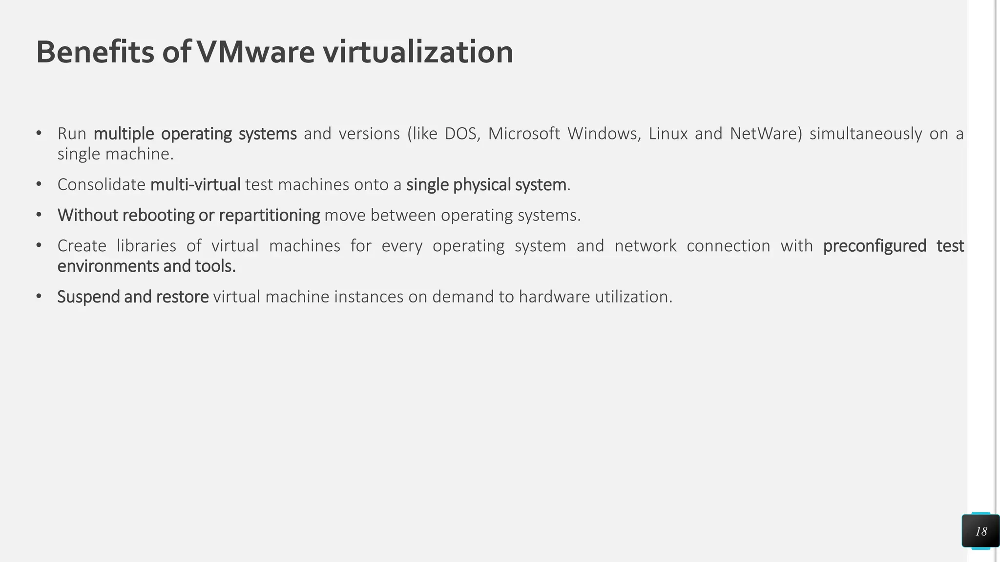 Benefits of VMware virtualization
• Run multiple operating systems and versions (like DOS, Microsoft Windows, Linux and NetWare) simultaneously on a
single machine.
• Consolidate multi-virtual test machines onto a single physical system.
• Without rebooting or repartitioning move between operating systems.
• Create libraries of virtual machines for every operating system and network connection with preconfigured test
environments and tools.
• Suspend and restore virtual machine instances on demand to hardware utilization.
18